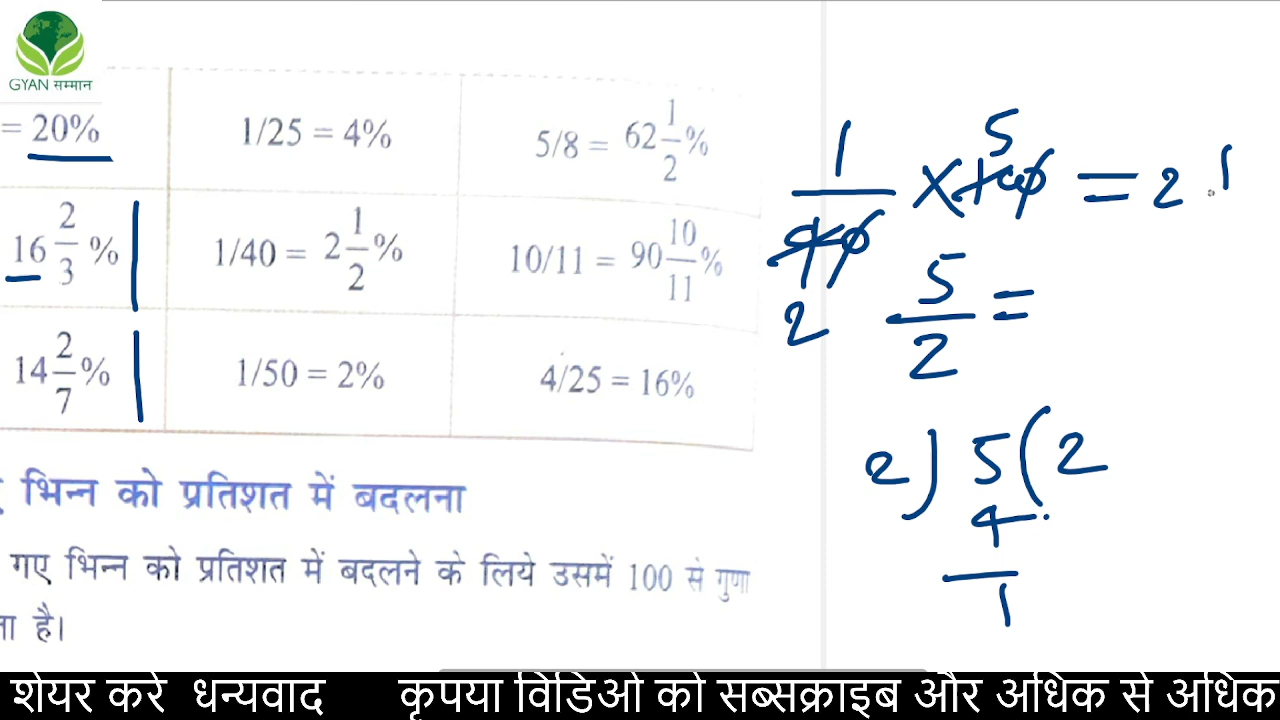 GYAN सम्मान
= 20%
1/25 = 4%
5/8 = 62 1/2 %
16 2/3 %
1/40 = 2 1/2 %
10/11 = 90 10/11 %
14 2/7 %
1/50 = 2%
4/25 = 16%
भिन्न को प्रतिशत में बदलना
गए भिन्न को प्रतिशत में बदलने के लिये उसमें 100 से गुणा
है।
5
1/40 × 100 = 2 1
2
5/2 =
2) 5 ( 2
4
1
शेयर करे धन्यवाद कृपया विडिओ को सब्सक्राइब और अधिक से अधिक